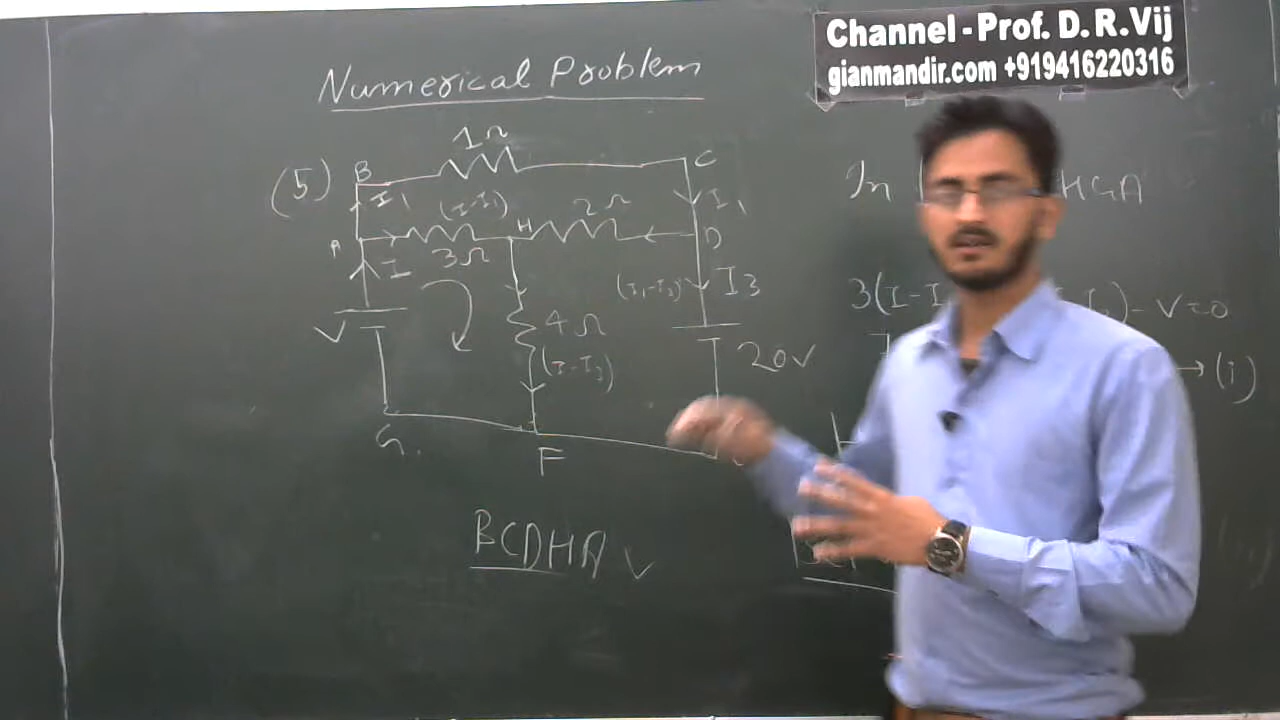 Channel - Prof. D. R. Vij
gianmandir.com +919416220316
Numerical Problem
(5)
1Ω
B
C
I1
(I-I1)
2Ω
I1
A
H
D
3Ω
I
(I1-I3)
I3
V
4Ω
(I-I3)
20V
G
F
BCDHA
In
HGA
3(I-I
)-V=0
→(i)